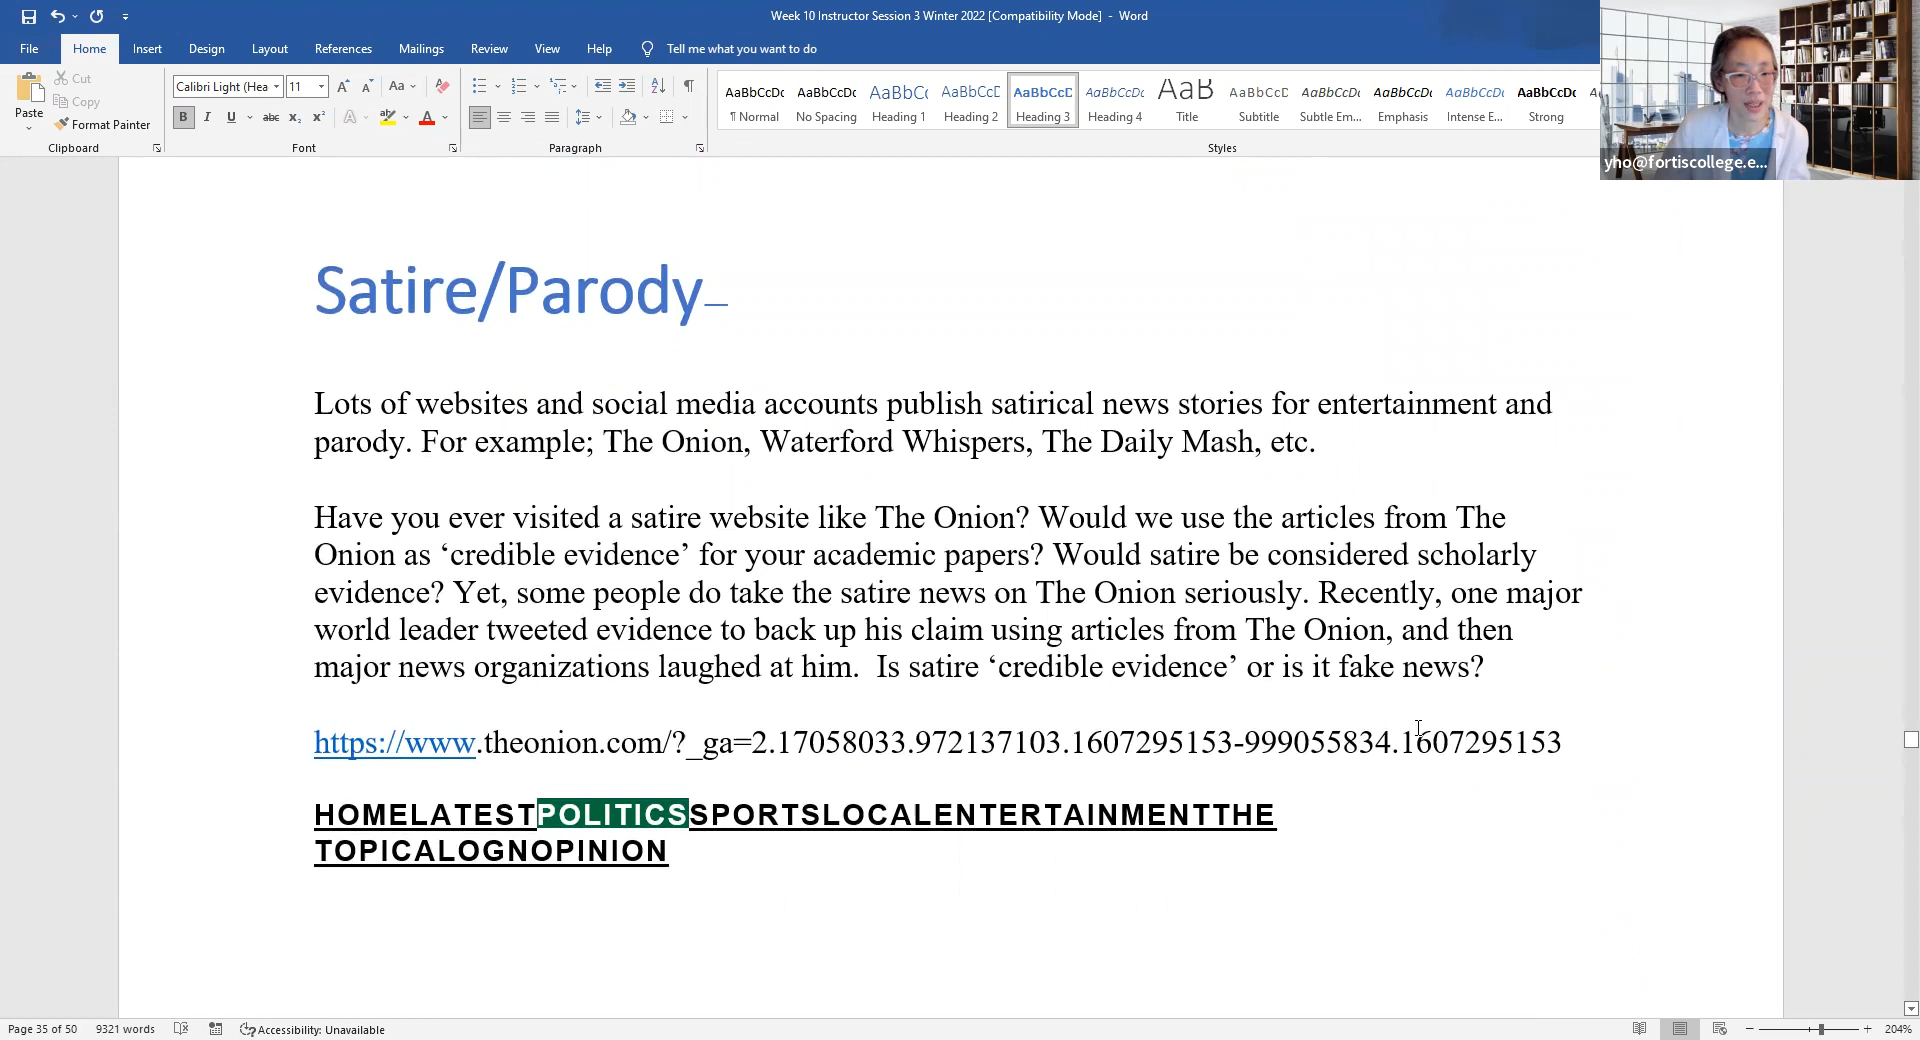 Week 10 Instructor Session 3 Winter 2022 [Compatibility Mode] - Word
File Home Insert Design Layout References Mailings Review View Help Tell me what you want to do
Cut
Copy
Paste
Format Painter
Clipboard
Calibri Light (Hea 11
Font
Paragraph
AaBbCcDc AaBbCcDc AaBbC AaBbCcD AaBbCcD AaBbCcDc AaB AaBbCcD AaBbCcDc AaBbCcDc AaBbCcDc AaBbCcDc
¶ Normal No Spacing Heading 1 Heading 2 Heading 3 Heading 4 Title Subtitle Subtle Em... Emphasis Intense E... Strong
Styles
yho@fortiscollege.e...
Satire/Parody
Lots of websites and social media accounts publish satirical news stories for entertainment and
parody. For example; The Onion, Waterford Whispers, The Daily Mash, etc.
Have you ever visited a satire website like The Onion? Would we use the articles from The
Onion as ‘credible evidence’ for your academic papers? Would satire be considered scholarly
evidence? Yet, some people do take the satire news on The Onion seriously. Recently, one major
world leader tweeted evidence to back up his claim using articles from The Onion, and then
major news organizations laughed at him.  Is satire ‘credible evidence’ or is it fake news?
https://www.theonion.com/?_ga=2.17058033.972137103.1607295153-999055834.1607295153
HOMELATESTPOLITICSSPORTSLOCALENTERTAINMENTTHE
TOPICALOGNOPINION
Page 35 of 50 9321 words Accessibility: Unavailable 204%